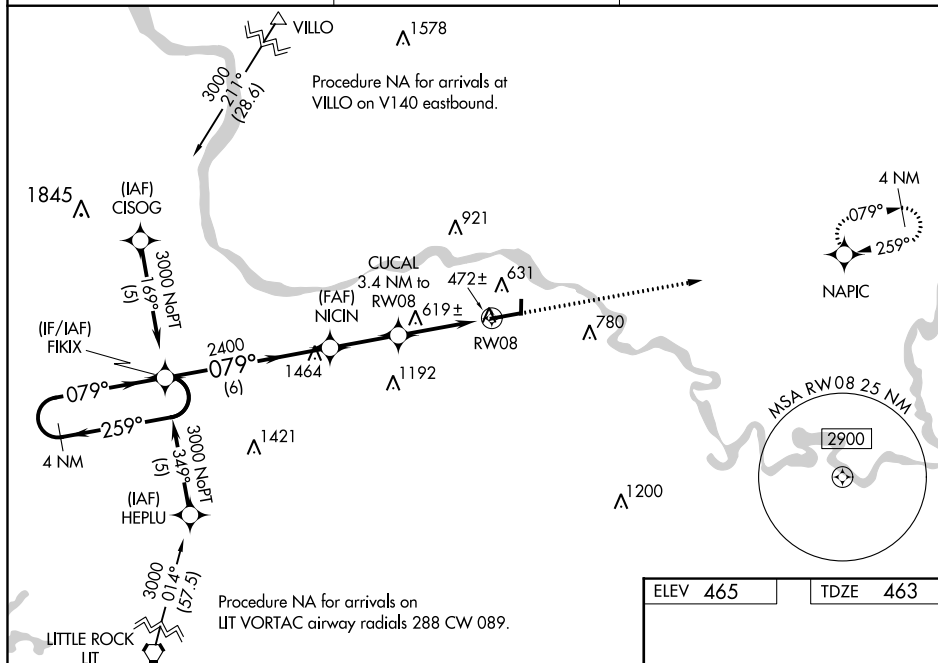 VILLO
1578
3000
211°
(28.6)
Procedure NA for arrivals at
VILLO on V140 eastbound.
1845
(IAF)
CISOG
3000 NoPT
169°
(5)
921
4 NM
079°
259°
NAPIC
CUCAL
3.4 NM to
RW08
472±
631
(FAF)
NICIN
619±
RW08
780
(IF/IAF)
FIKIX
2400
079°
(6)
1464
1192
079°
259°
4 NM
1421
3000 NoPT
349°
(5)
(IAF)
HEPLU
1200
MSA RW08 25 NM
2900
3000
014°
(57.5)
Procedure NA for arrivals on
LIT VORTAC airway radials 288 CW 089.
LITTLE ROCK
LIT
ELEV 465
TDZE 463